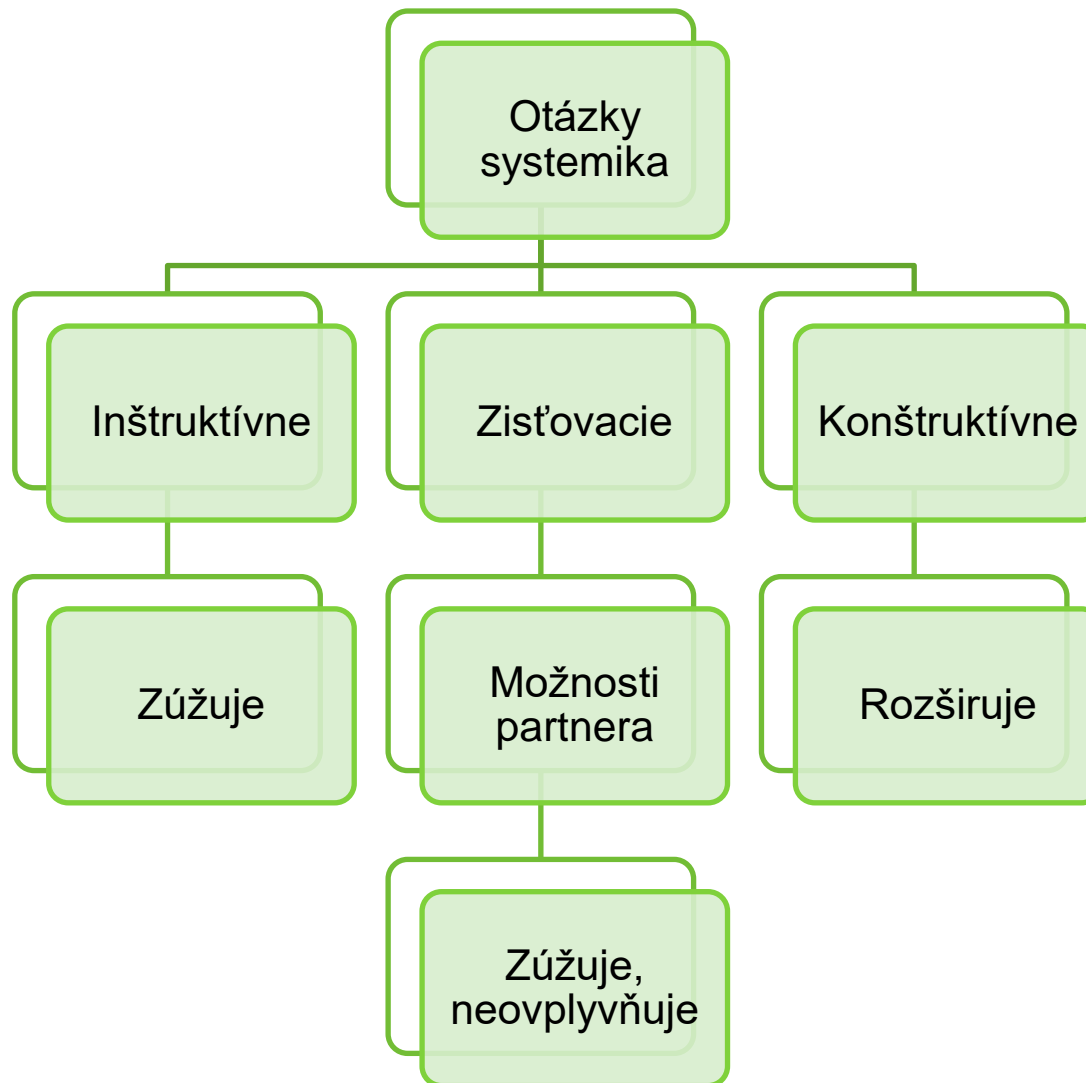 Otázky
systemika
Inštruktívne
Zisťovacie
Konštruktívne
Zúžuje
Možnosti
partnera
Rozširuje
Zúžuje,
neovplyvňuje